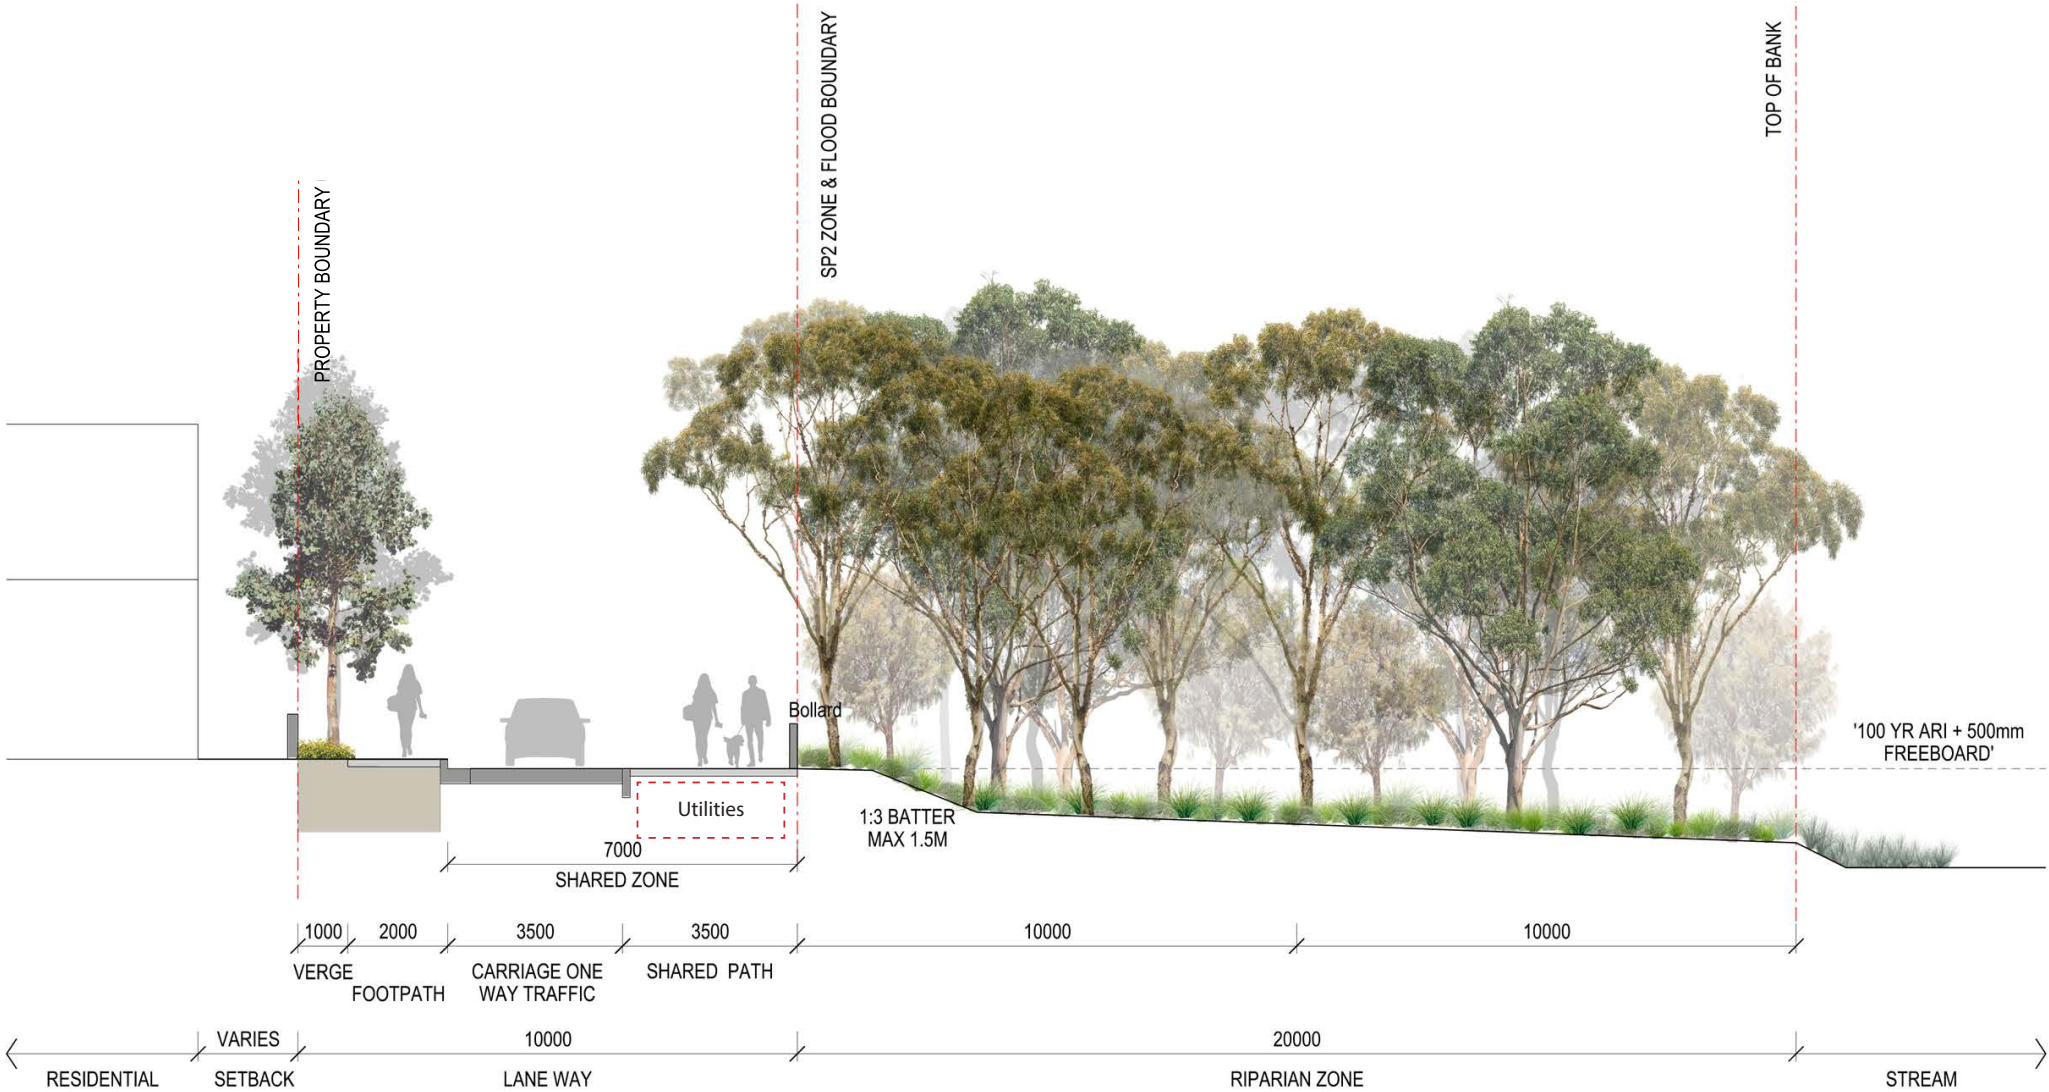 PROPERTY BOUNDARY
SP2 ZONE & FLOOD BOUNDARY
TOP OF BANK
Bollard
'100 YR ARI + 500mm
FREEBOARD'
Utilities
1:3 BATTER
MAX 1.5M
7000
SHARED ZONE
1000
2000
3500
3500
10000
10000
VERGE
FOOTPATH
CARRIAGE ONE
WAY TRAFFIC
SHARED PATH
VARIES
10000
20000
RESIDENTIAL
SETBACK
LANE WAY
RIPARIAN ZONE
STREAM